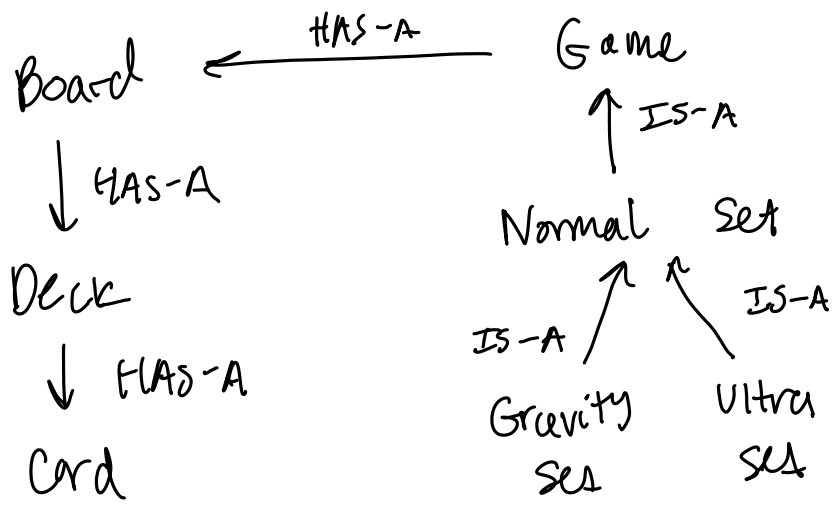 HAS-A
Game
Board
IS-A
HAS-A
Normal Set
Deck
IS-A
IS-A
HAS-A
Gravity Set
Ultra Set
Card